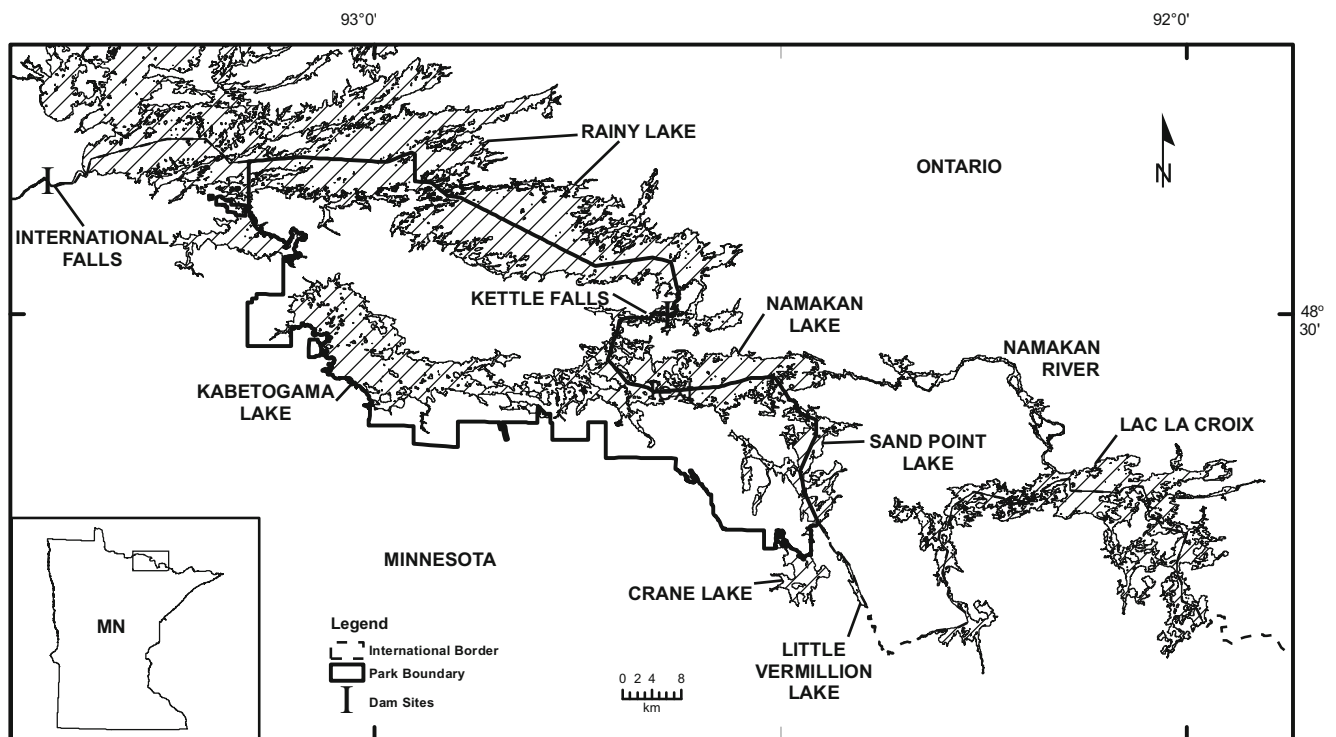 93°0'
92°0'
RAINY LAKE
ONTARIO
N
INTERNATIONAL
FALLS
KETTLE FALLS
NAMAKAN
LAKE
48°
30'
NAMAKAN
RIVER
KABETOGAMA
LAKE
LAC LA CROIX
SAND POINT
LAKE
MINNESOTA
CRANE LAKE
LITTLE
VERMILLION
LAKE
MN
Legend
International Border
Park Boundary
Dam Sites
0 2 4 8
km